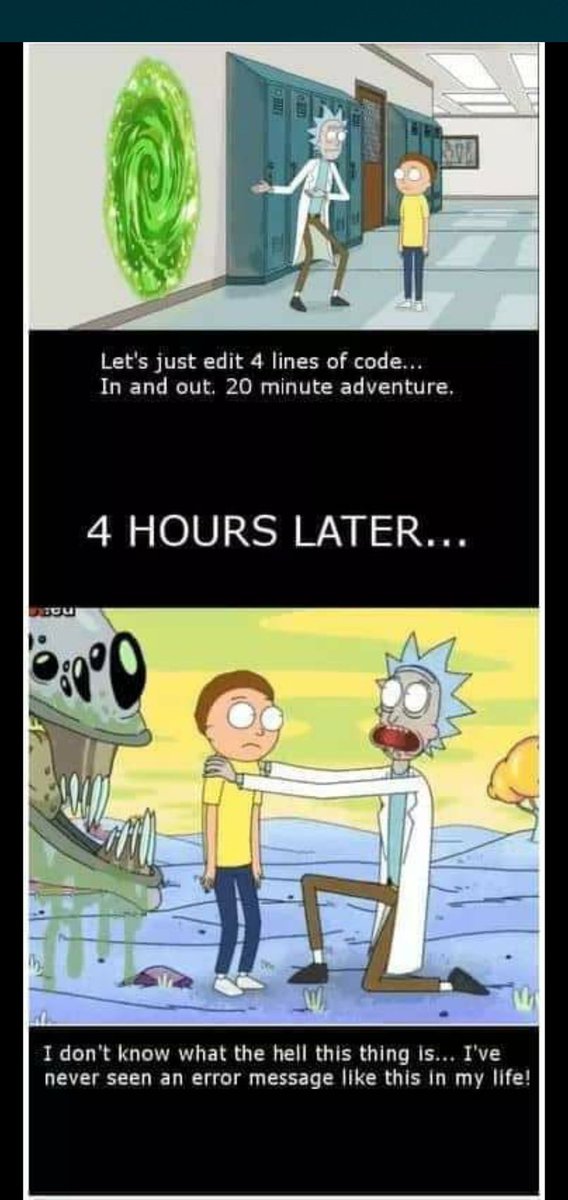 Let's just edit 4 lines of code...
In and out. 20 minute adventure.
4 HOURS LATER...
I don't know what the hell this thing is... I've
never seen an error message like this in my life!